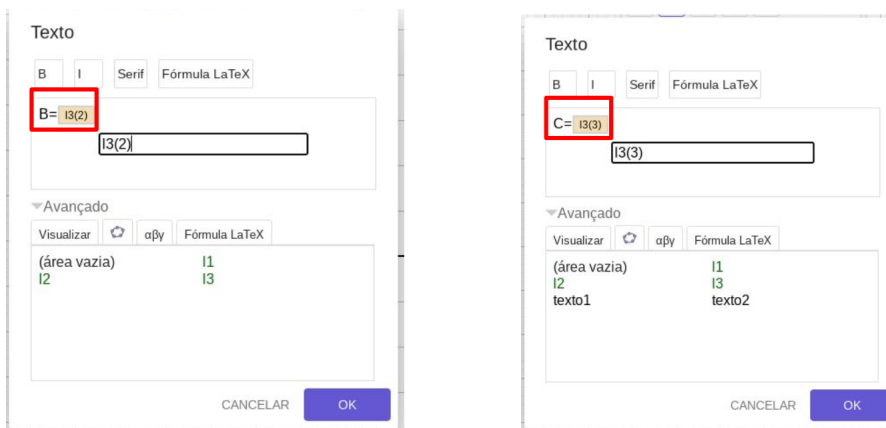 Texto
B I Serif Fórmula LaTeX
B= l3(2)
l3(2)
Avançado
Visualizar αβγ Fórmula LaTeX
(área vazia) l1
l2 l3
CANCELAR OK
Texto
B I Serif Fórmula LaTeX
C= l3(3)
l3(3)
Avançado
Visualizar αβγ Fórmula LaTeX
(área vazia) l1
l2 l3
texto1 texto2
CANCELAR OK